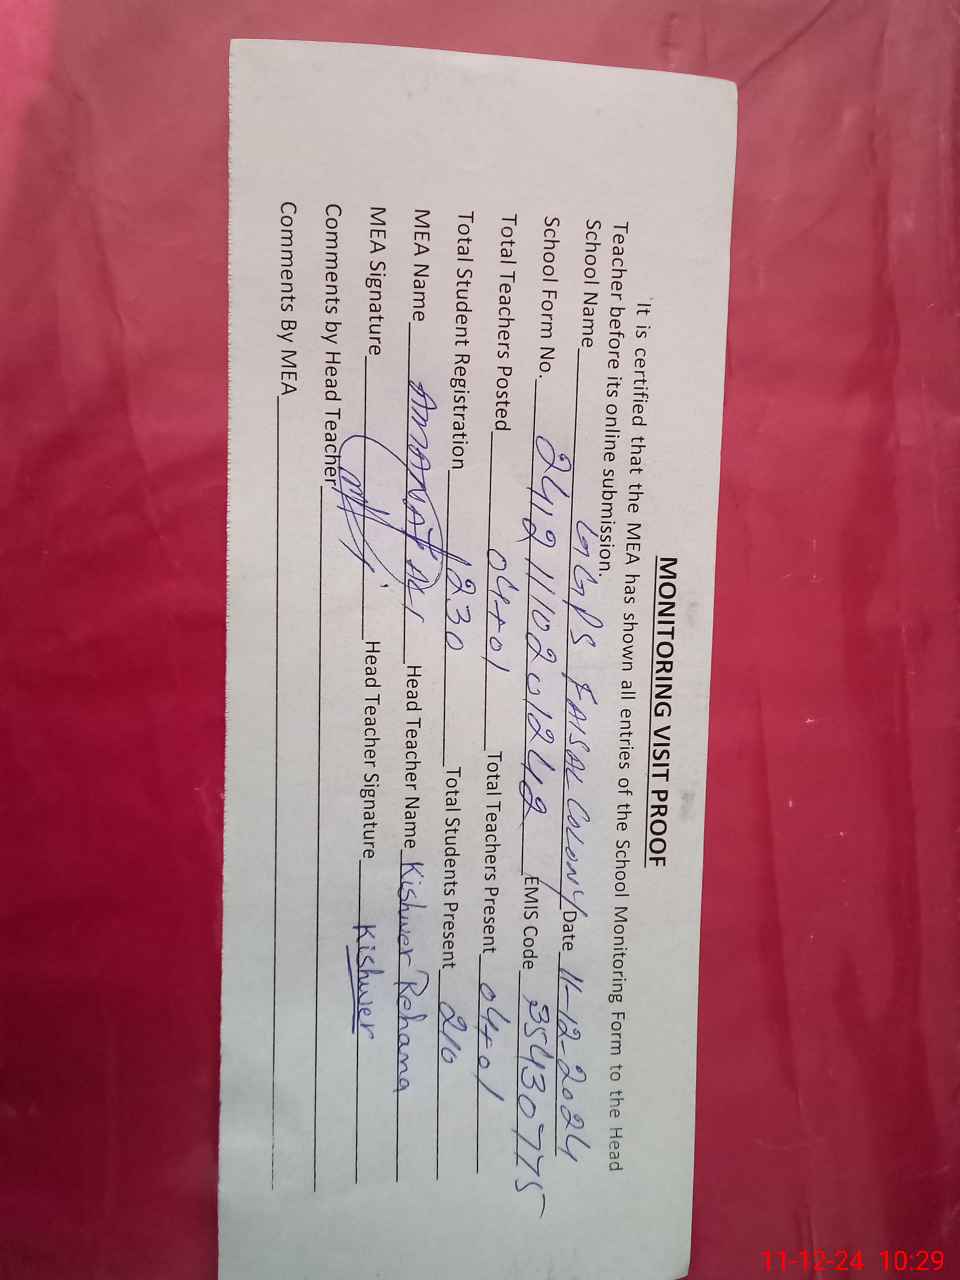 MONITORING VISIT PROOF
It is certified that the MEA has shown all entries of the School Monitoring Form to the Head
Teacher before its online submission.
School Name GGPS FAISAL COLONY Date 11-12-2024
School Form No. 24121110201242 EMIS Code 35430775
Total Teachers Posted 04+01 Total Teachers Present 04+01
Total Student Registration 230 Total Students Present 210
MEA Name AMANAT ALI Head Teacher Name Kishwer Rehana
MEA Signature Head Teacher Signature Kishwer
Comments by Head Teacher
Comments By MEA
11-12-24 10:29